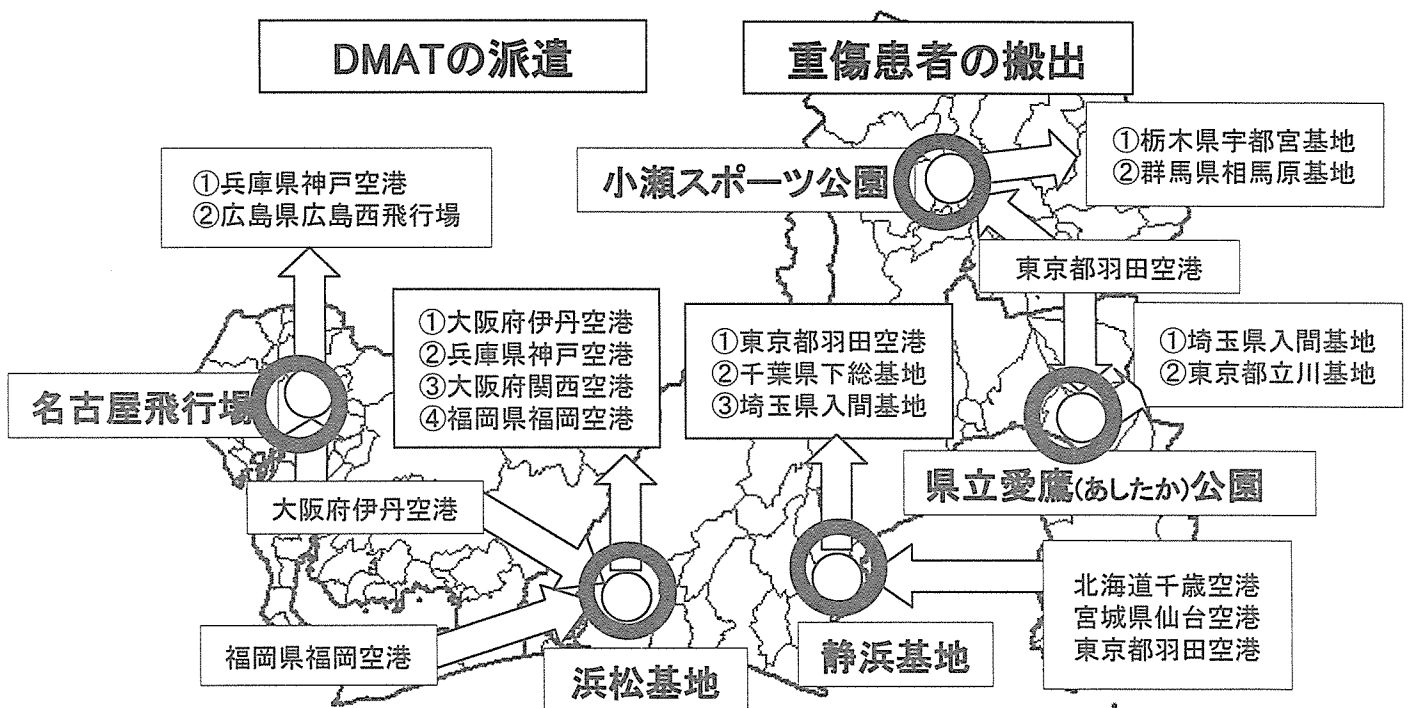 DMATの派遣
重傷患者の搬出
①栃木県宇都宮基地
②群馬県相馬原基地
①兵庫県神戸空港
②広島県広島西飛行場
小瀬スポーツ公園
東京都羽田空港
①大阪府伊丹空港
②兵庫県神戸空港
③大阪府関西空港
④福岡県福岡空港
①東京都羽田空港
②千葉県下総基地
③埼玉県入間基地
①埼玉県入間基地
②東京都立川基地
名古屋飛行場
県立愛鷹(あしたか)公園
大阪府伊丹空港
北海道千歳空港
宮城県仙台空港
東京都羽田空港
福岡県福岡空港
浜松基地
静浜基地